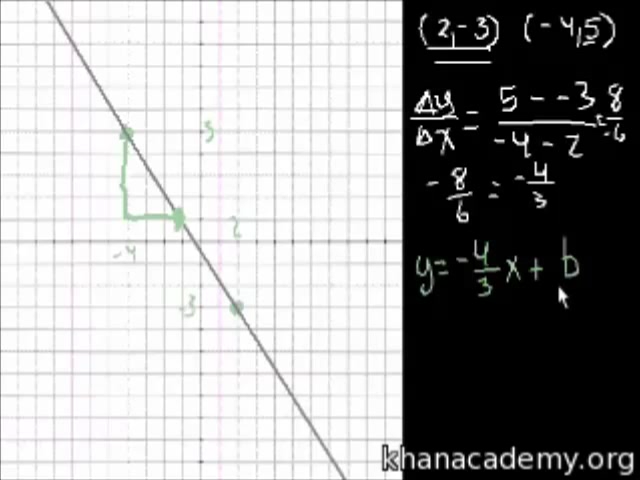 (2,-3) (-4,5)
Δy/Δx = 5 - -3 / -4 - 2 = 8/-6
-8/6 = -4/3
y = -4/3 x + b
5
2
-4
-3
khanacademy.org